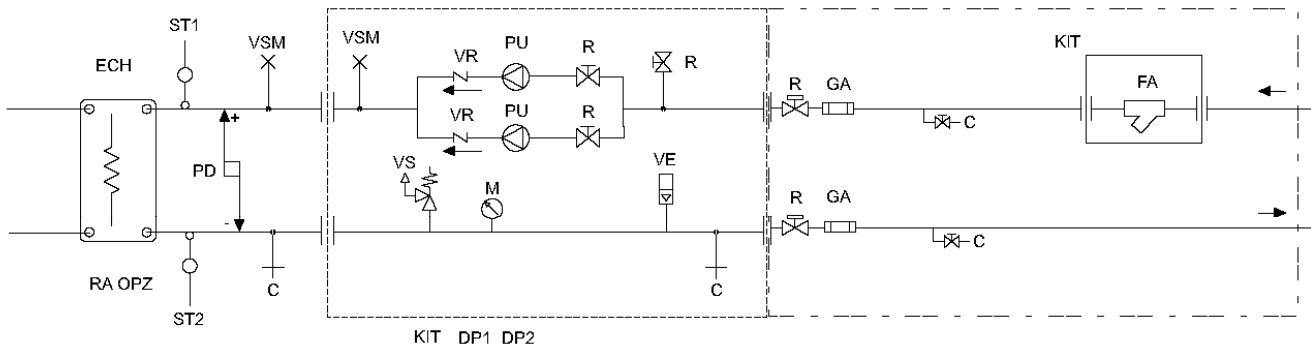 ST1
VSM
VSM
ECH
VR
PU
R
R
KIT
FA
R
GA
VR
PU
R
C
+
PD
-
VS
M
VE
R
GA
C
RA OPZ
C
C
ST2
KIT DP1 DP2